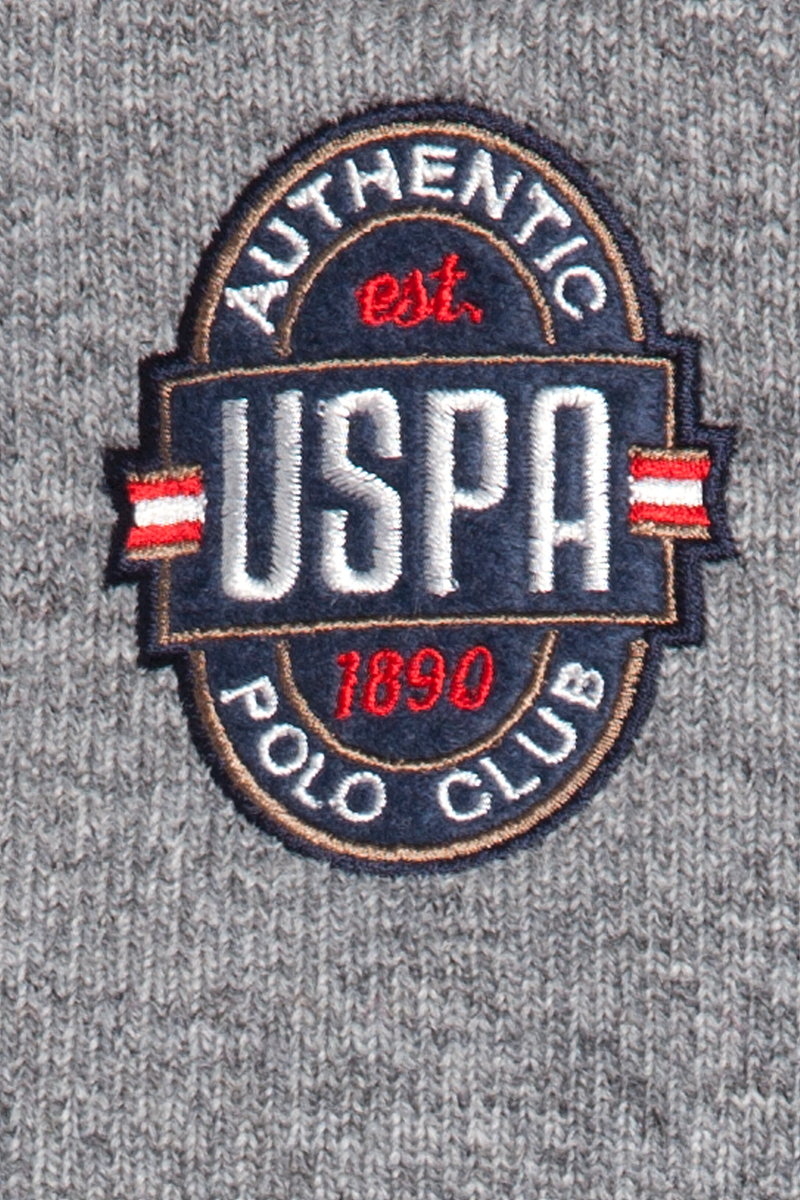 AUTHENTIC
est.
USPA
1890
POLO CLUB